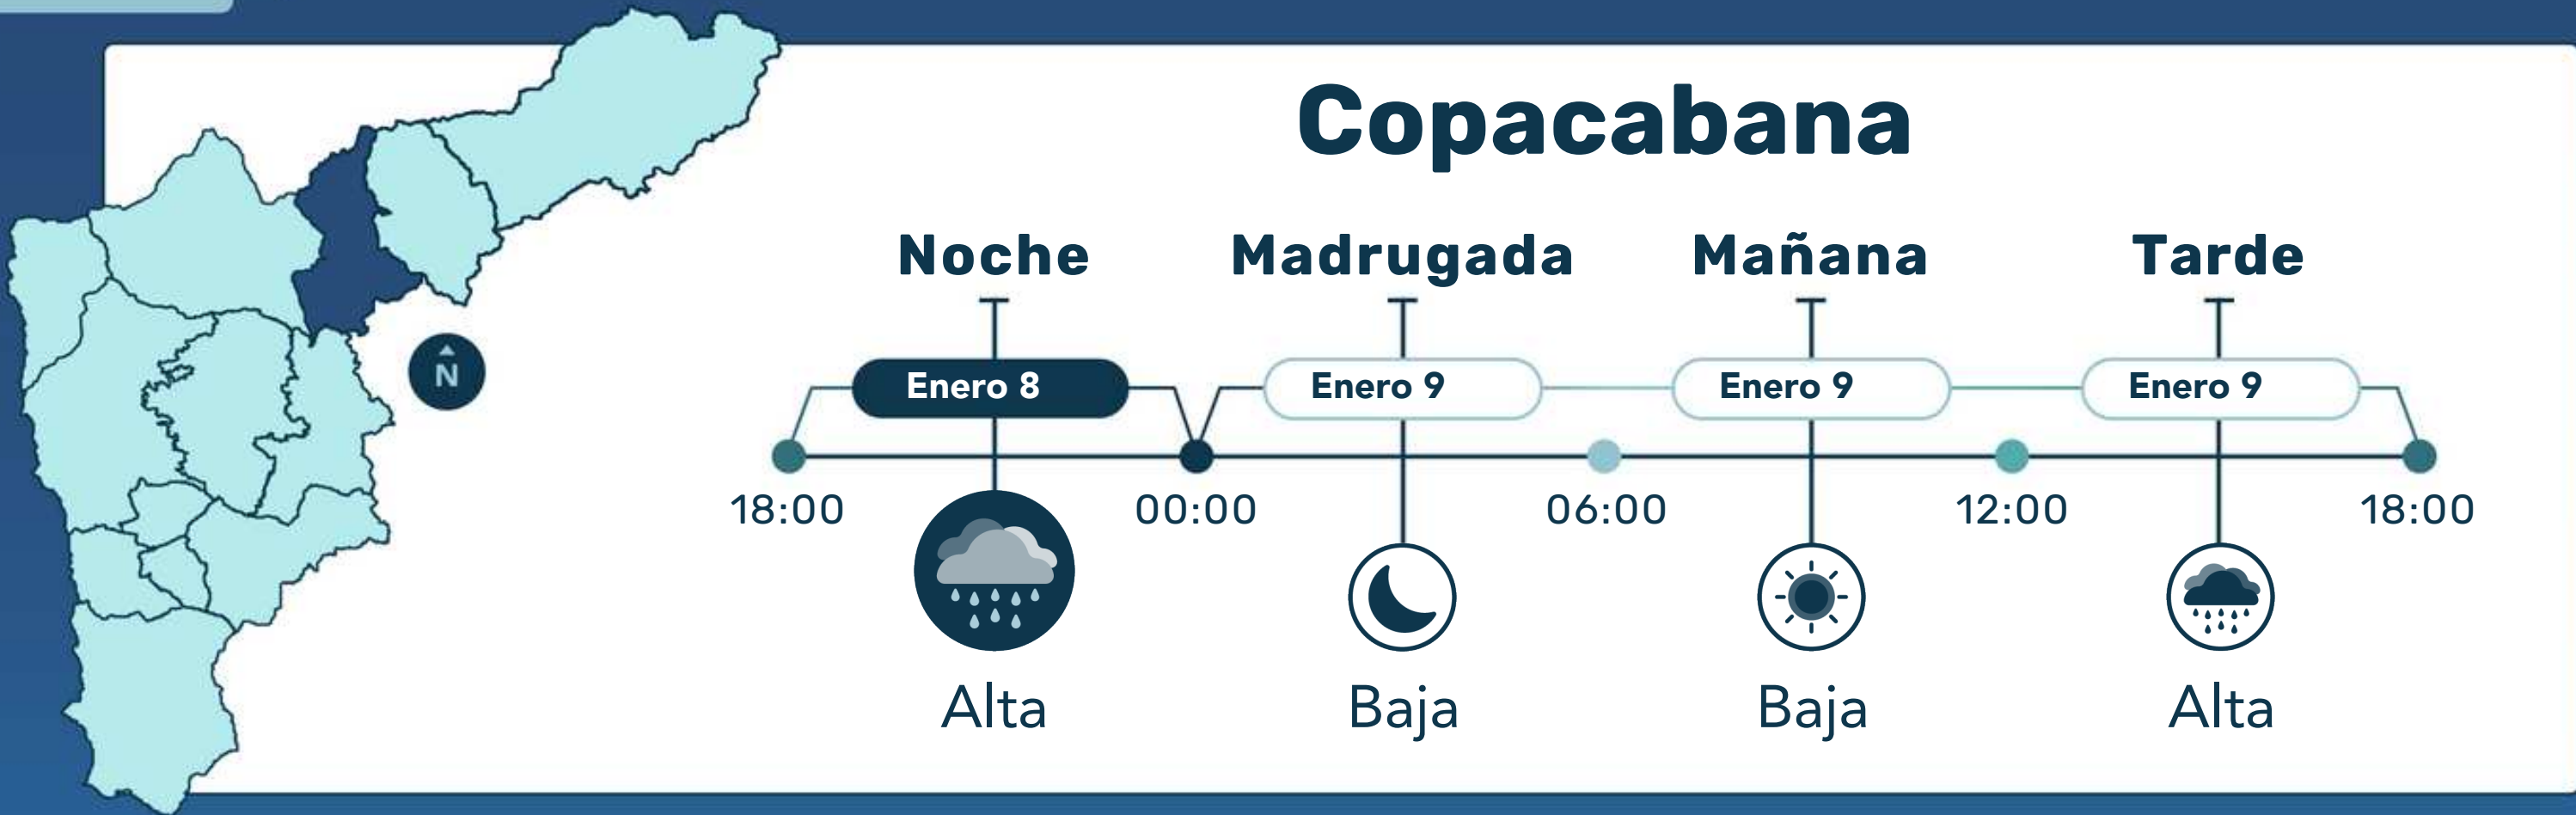 Copacabana
Noche Madrugada Mañana Tarde
Enero 8 Enero 9 Enero 9 Enero 9
N
18:00 00:00 06:00 12:00 18:00
Alta Baja Baja Alta